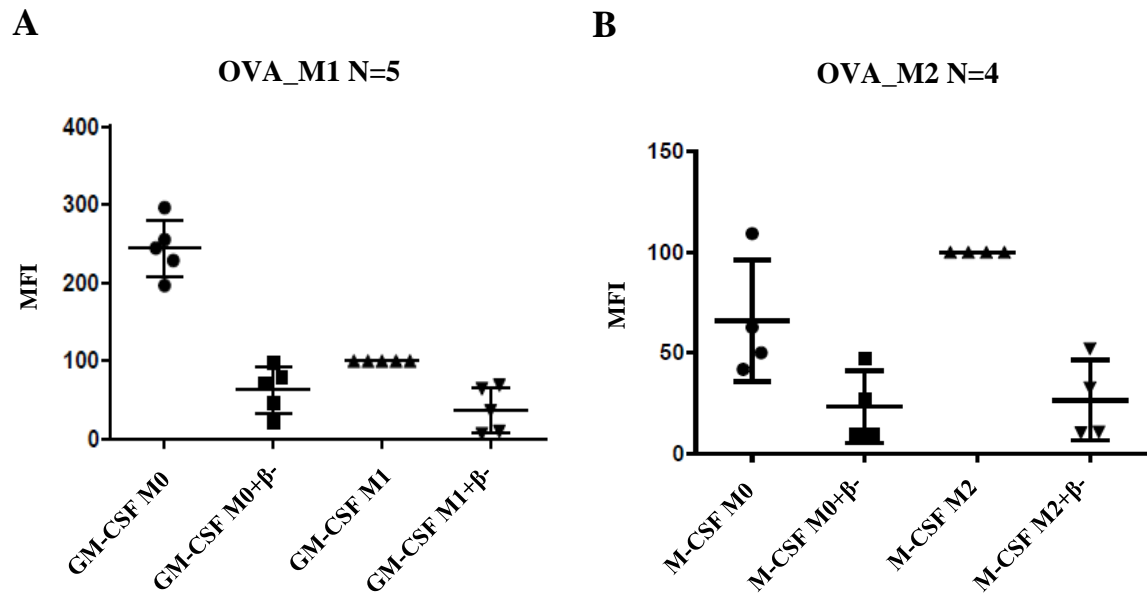 A
OVA_M1 N=5
400
300
200
100
0
MFI
GM-CSF M0
GM-CSF M0+β-
GM-CSF M1
GM-CSF M1+β-
B
OVA_M2 N=4
150
100
50
0
MFI
M-CSF M0
M-CSF M0+β-
M-CSF M2
M-CSF M2+β-